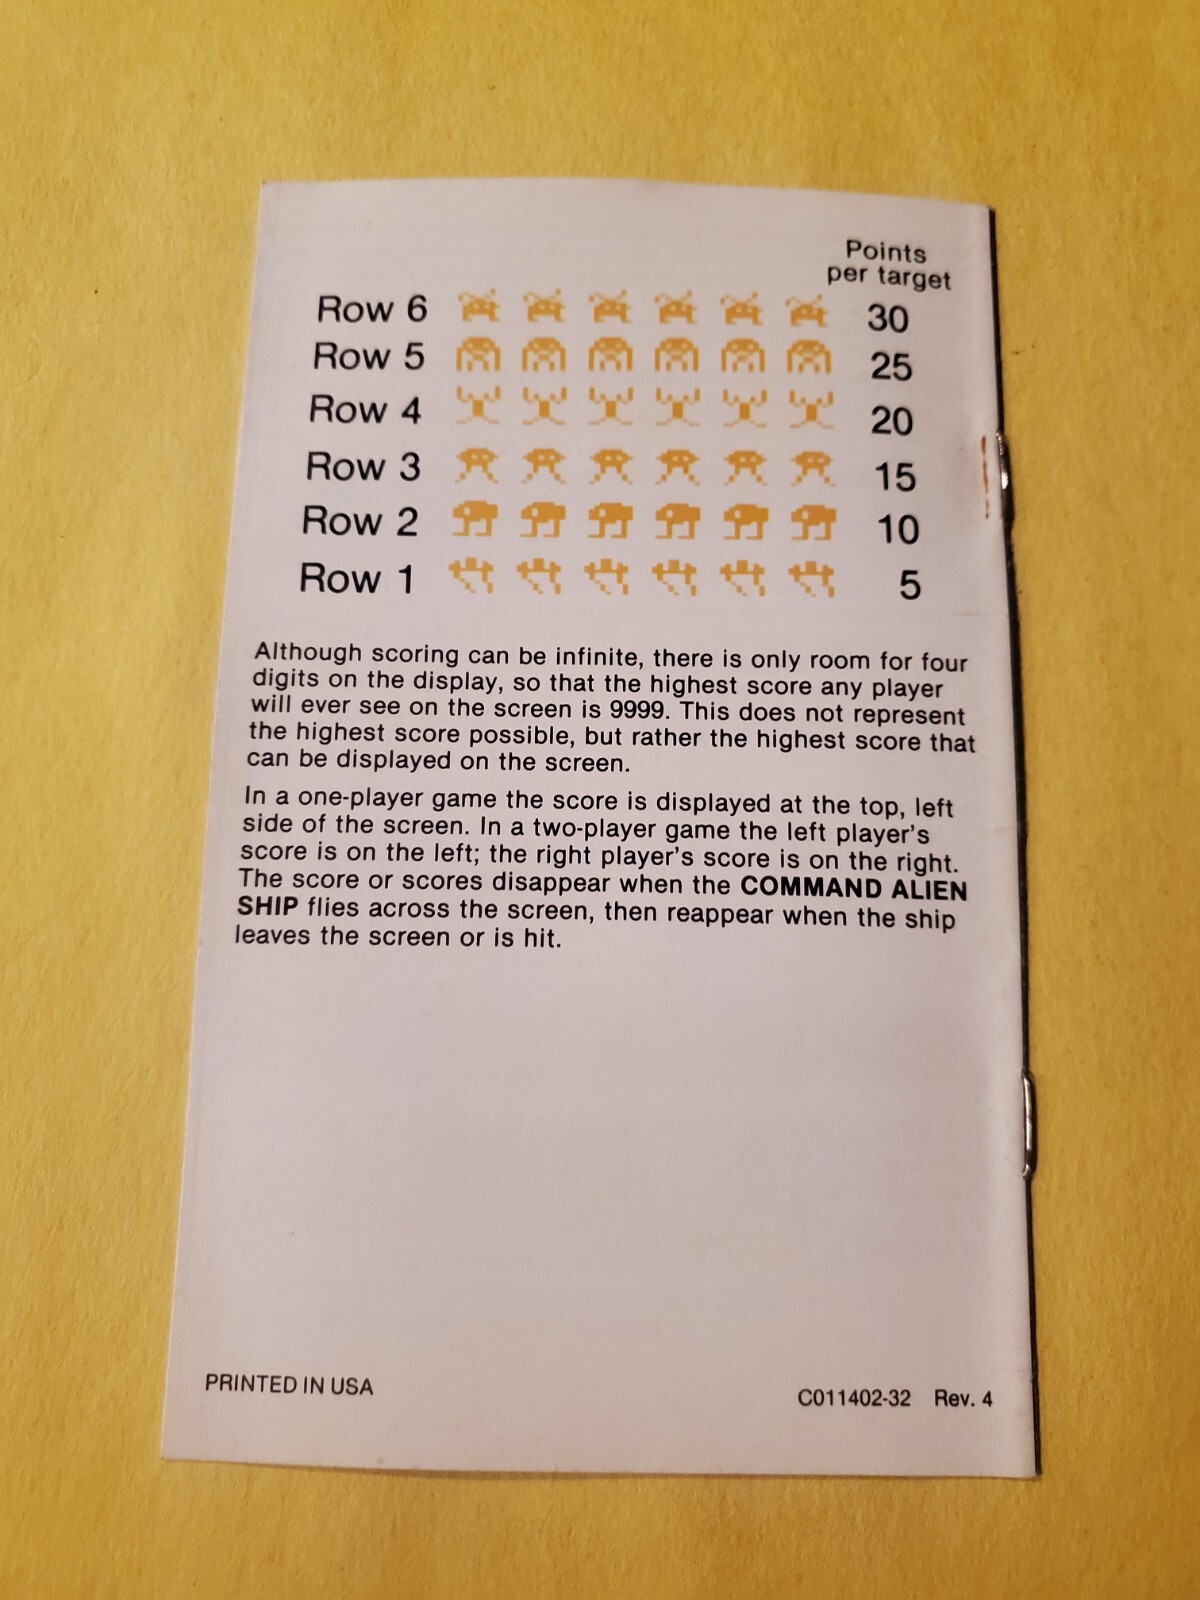 Points
per target
Row 6 30
Row 5 25
Row 4 20
Row 3 15
Row 2 10
Row 1 5
Although scoring can be infinite, there is only room for four
digits on the display, so that the highest score any player
will ever see on the screen is 9999. This does not represent
the highest score possible, but rather the highest score that
can be displayed on the screen.
In a one-player game the score is displayed at the top, left
side of the screen. In a two-player game the left player's
score is on the left; the right player's score is on the right.
The score or scores disappear when the COMMAND ALIEN
SHIP flies across the screen, then reappear when the ship
leaves the screen or is hit.
PRINTED IN USA
C011402-32 Rev. 4